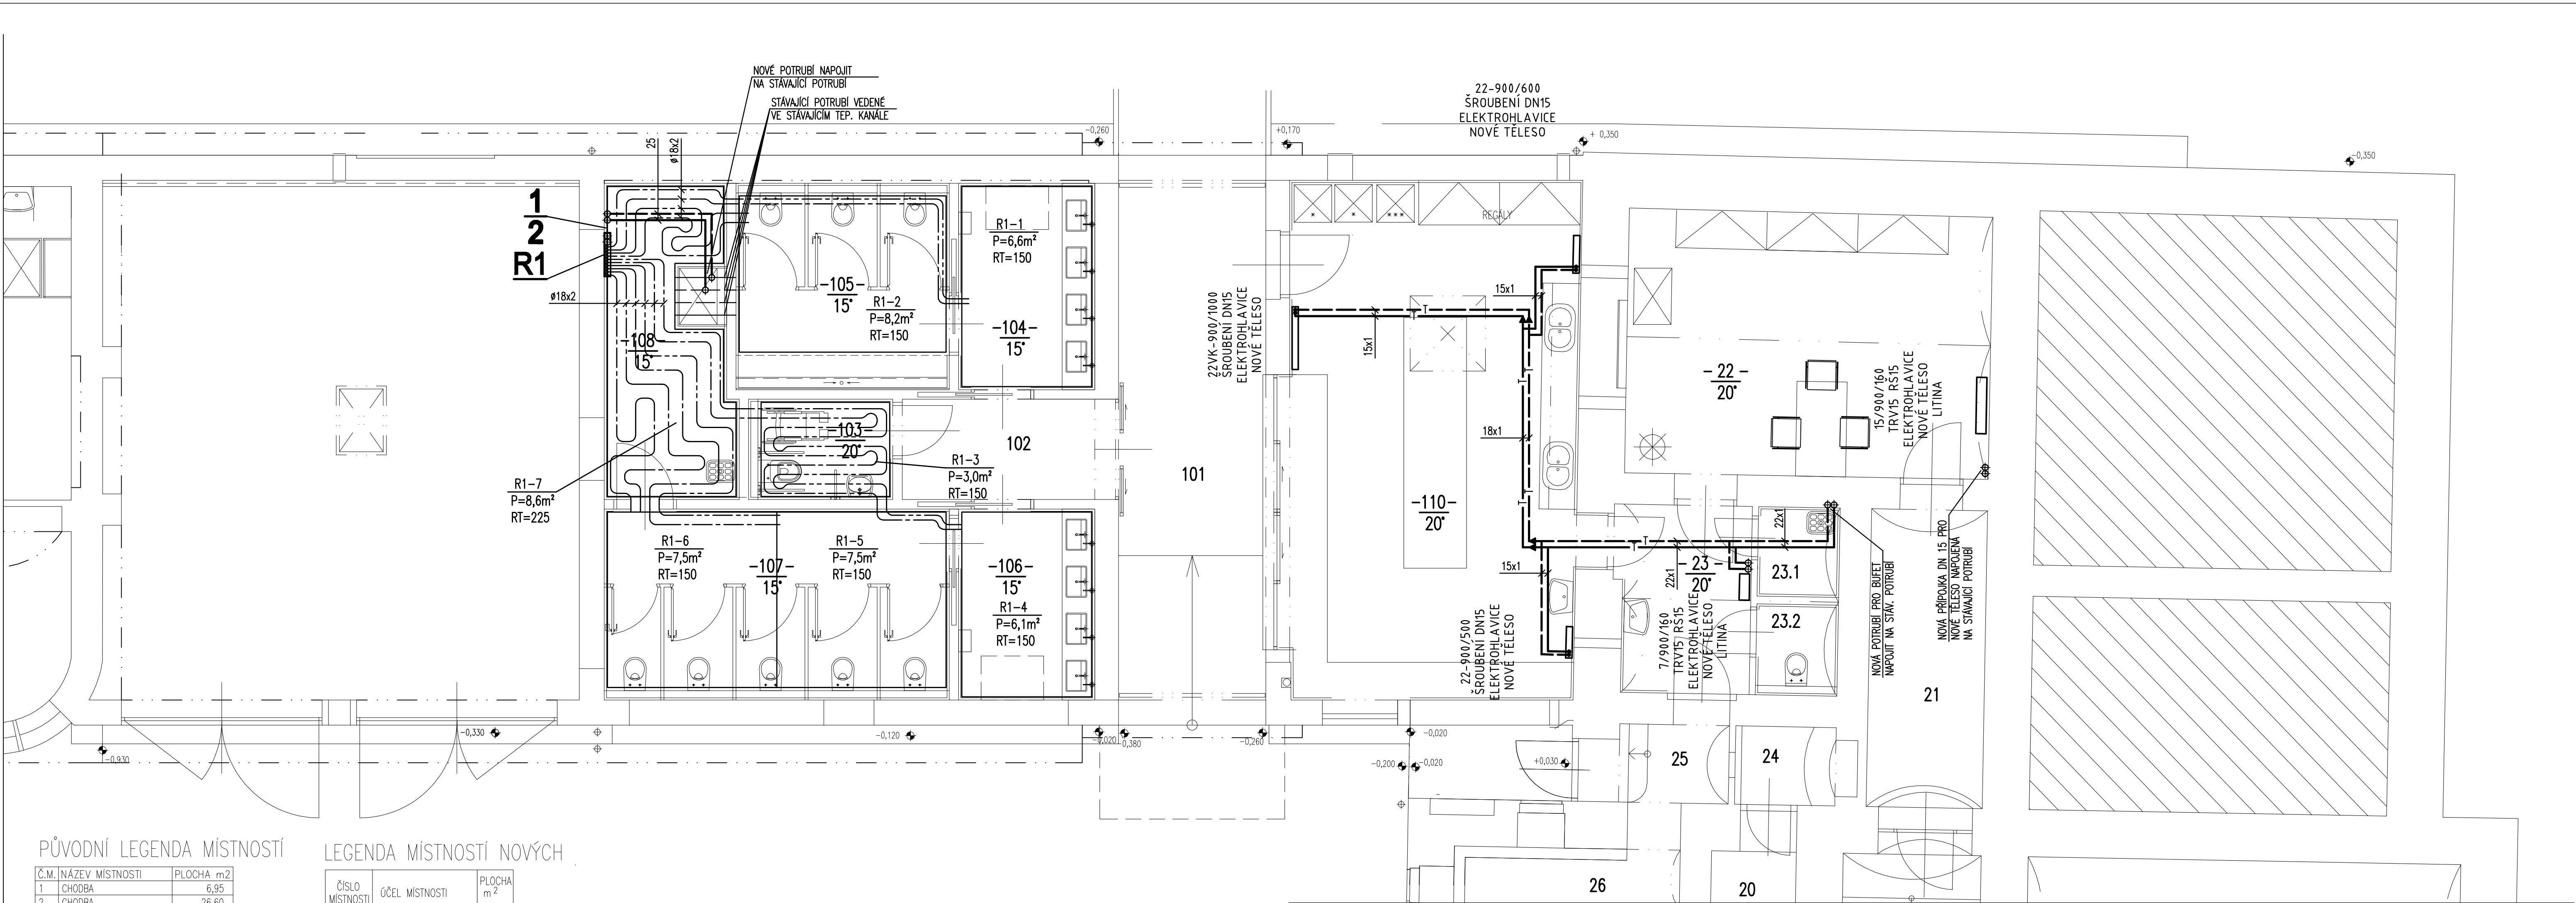 NOVÉ POTRUBÍ NAPOJIT
NA STÁVAJÍCÍ POTRUBÍ
STÁVAJÍCÍ POTRUBÍ VEDENÉ
VE STÁVAJÍCÍM TEP. KANÁLE
22-900/600
ŠROUBENÍ DN15
ELEKTROHLAVICE
NOVÉ TĚLESO
-0,260
+0,170
+ 0,350
-0,350
25
ø18x2
1
2
R1
ø18x2
-108-
15°
-105-
15°
R1-2
P=8,2m²
RT=150
R1-1
P=6,6m²
RT=150
-104-
15°
22VK-900/1000
ŠROUBENÍ DN15
ELEKTROHLAVICE
NOVÉ TĚLESO
REGÁLY
15x1
15x1
18x1
-22-
20°
15/900/160
TRV15 RŠ15
ELEKTROHLAVICE
NOVÉ TĚLESO
LITINA
-103-
20°
102
101
R1-3
P=3,0m²
RT=150
R1-7
P=8,6m²
RT=225
R1-6
P=7,5m²
RT=150
-107-
15°
R1-5
P=7,5m²
RT=150
-106-
15°
R1-4
P=6,1m²
RT=150
-110-
20°
15x1
22x1
22x1
-23-
20°
23.1
23.2
22-900/500
ŠROUBENÍ DN15
ELEKTROHLAVICE
NOVÉ TĚLESO
7/900/160
TRV15 RŠ15
ELEKTROHLAVICE
NOVÉ TĚLESO
LITINA
NOVÁ POTRUBÍ PRO BUFET
NAPOJIT NA STÁV. POTRUBÍ
NOVÁ PŘÍPOJKA DN 15 PRO
NOVÉ TĚLESO NAPOJENÁ
NA STÁVAJÍCÍ POTRUBÍ
21
-0,930
-0,330
-0,120
-0,020
-0,380
-0,260
-0,020
-0,200
-0,020
+0,030
25
24
26
20
PŮVODNÍ LEGENDA MÍSTNOSTÍ
Č.M. NÁZEV MÍSTNOSTI PLOCHA m2
1 CHODBA 6,95
2 CHODBA 26,60
LEGENDA MÍSTNOSTÍ NOVÝCH
ČÍSLO MÍSTNOSTI ÚČEL MÍSTNOSTI PLOCHA m²